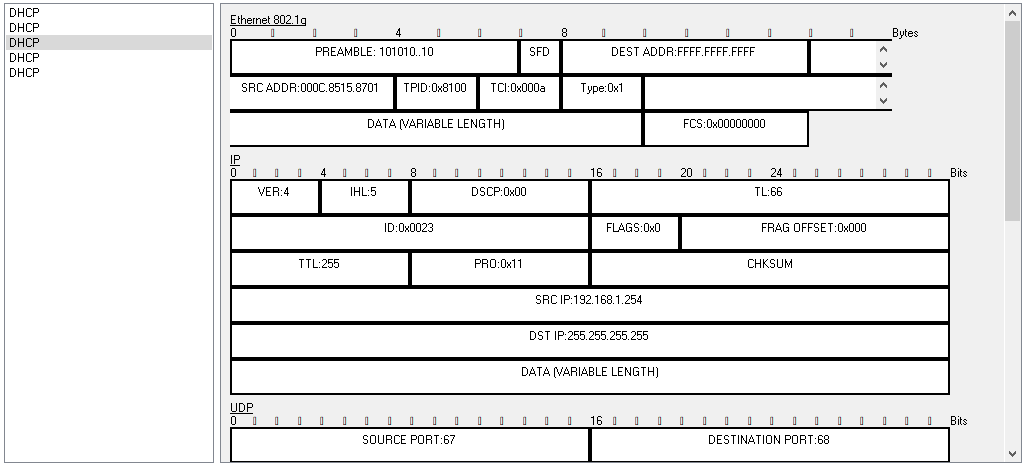 DHCP
DHCP
DHCP
DHCP
DHCP
Ethernet 802.1q
0 4 8 Bytes
PREAMBLE: 101010..10 SFD DEST ADDR:FFFF.FFFF.FFFF
SRC ADDR:000C.8515.8701 TPID:0x8100 TCI:0x000a Type:0x1
DATA (VARIABLE LENGTH) FCS:0x00000000
IP
0 4 8 16 20 24 Bits
VER:4 IHL:5 DSCP:0x00 TL:66
ID:0x0023 FLAGS:0x0 FRAG OFFSET:0x000
TTL:255 PRO:0x11 CHKSUM
SRC IP:192.168.1.254
DST IP:255.255.255.255
DATA (VARIABLE LENGTH)
UDP
0 16 Bits
SOURCE PORT:67 DESTINATION PORT:68